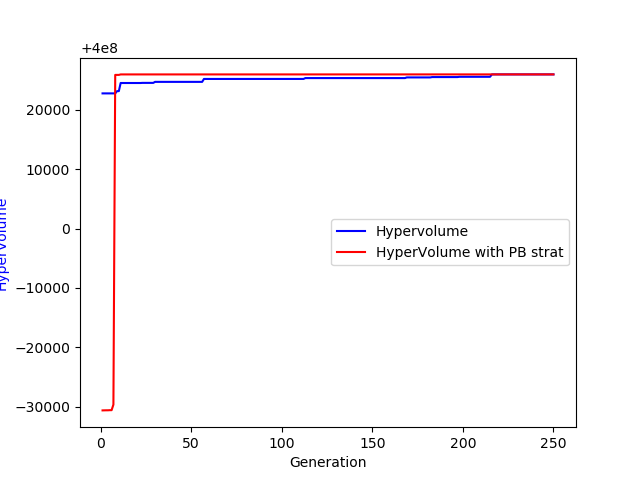 +4e8
20000
10000
0
−10000
−20000
−30000
HyperVolume
Hypervolume
HyperVolume with PB strat
0
50
100
150
200
250
Generation